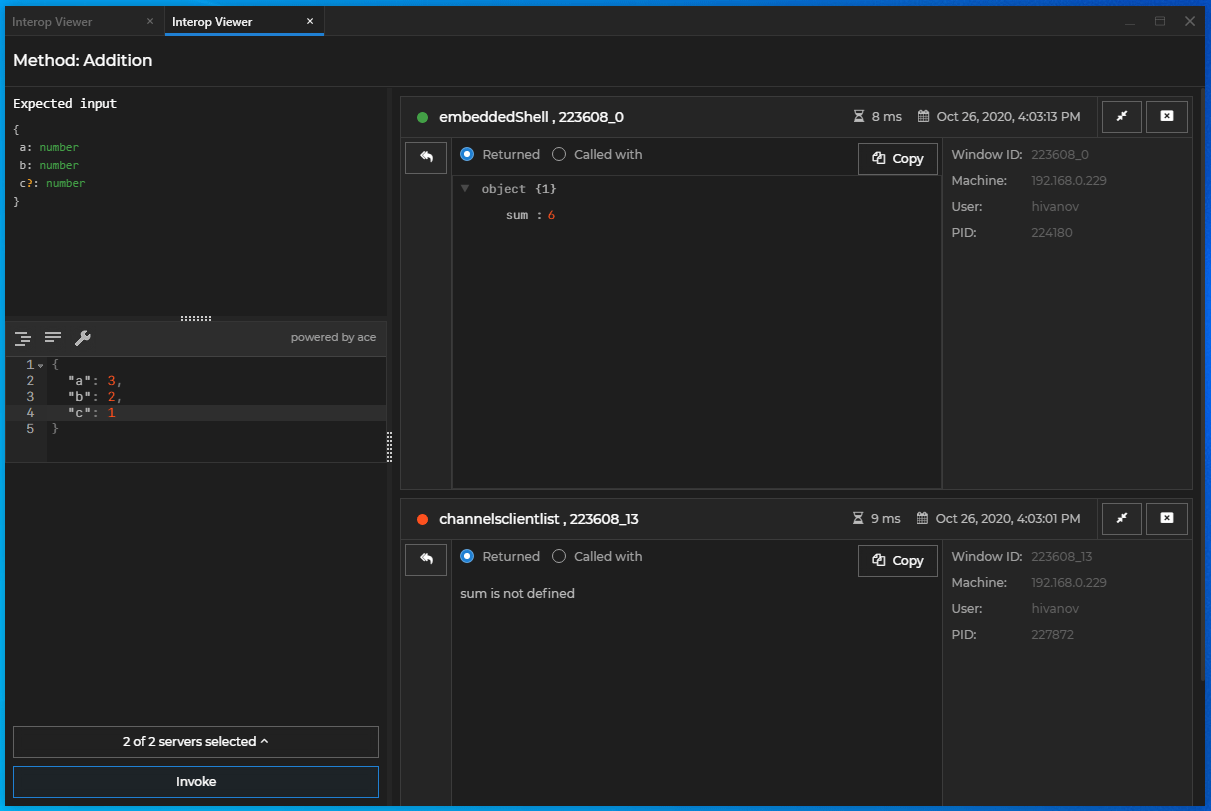 Interop Viewer ×
Interop Viewer ×
Method: Addition
Expected input
{
a: number
b: number
c?: number
}
powered by ace
1 {
2 "a": 3,
3 "b": 2,
4 "c": 1
5 }
2 of 2 servers selected
Invoke
embeddedShell , 223608_0
8 ms
Oct 26, 2020, 4:03:13 PM
Returned
Called with
Copy
object {1}
sum : 6
Window ID: 223608_0
Machine: 192.168.0.229
User: hivanov
PID: 224180
channelsclientlist , 223608_13
9 ms
Oct 26, 2020, 4:03:01 PM
Returned
Called with
Copy
sum is not defined
Window ID: 223608_13
Machine: 192.168.0.229
User: hivanov
PID: 227872